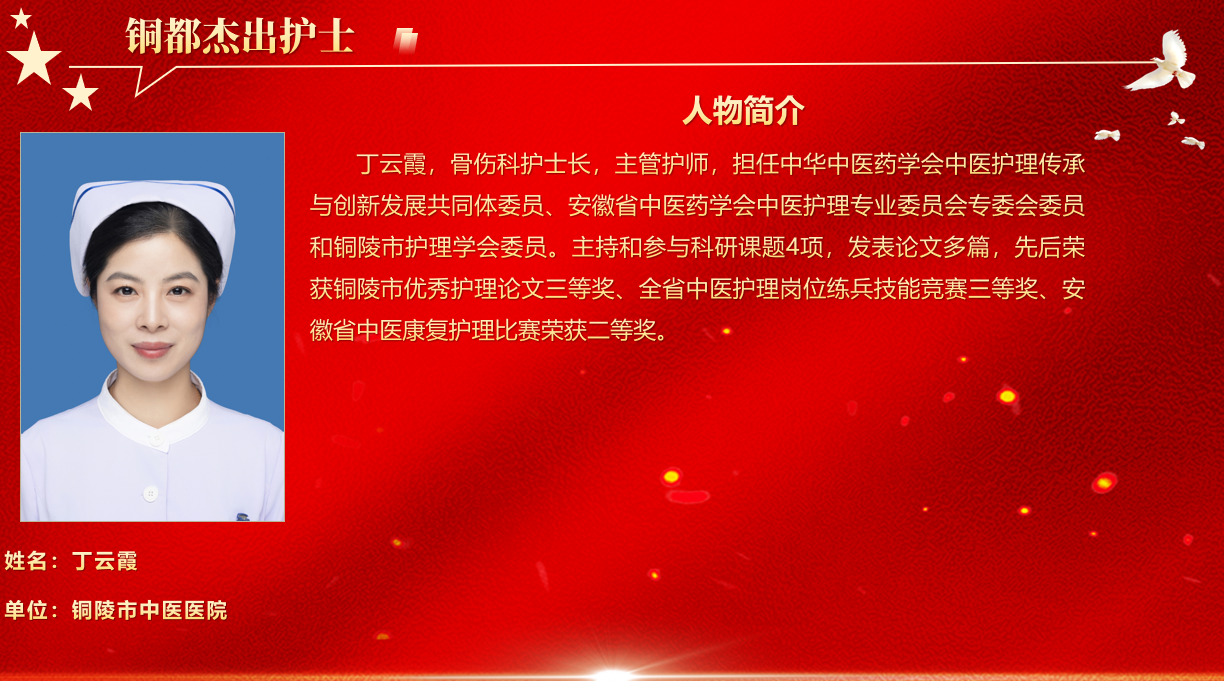 铜都杰出护士
人物简介
丁云霞，骨伤科护士长，主管护师，担任中华中医药学会中医护理传承
与创新发展共同体委员、安徽省中医药学会中医护理专业委员会专委会委员
和铜陵市护理学会委员。主持和参与科研课题4项，发表论文多篇，先后荣
获铜陵市优秀护理论文三等奖、全省中医护理岗位练兵技能竞赛三等奖、安
徽省中医康复护理比赛荣获二等奖。
姓名：丁云霞
单位：铜陵市中医医院